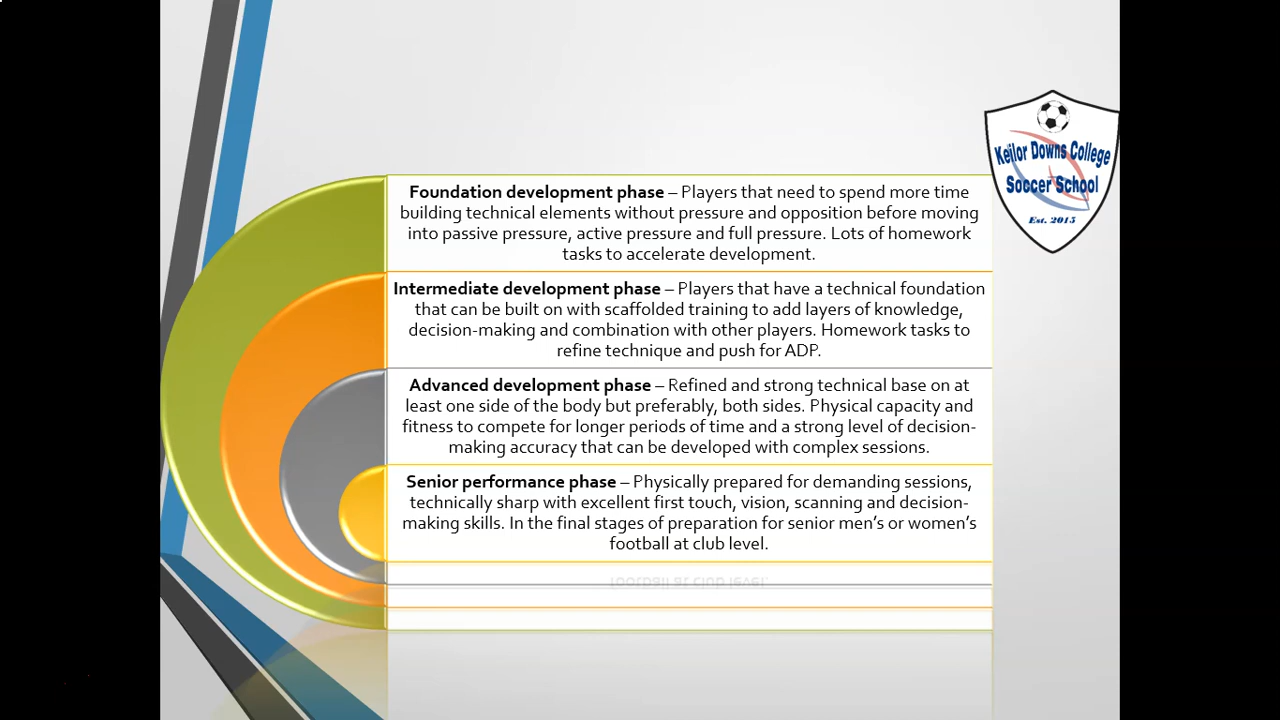 Keilor Downs College
Soccer School
Est. 2015
Foundation development phase – Players that need to spend more time
building technical elements without pressure and opposition before moving
into passive pressure, active pressure and full pressure. Lots of homework
tasks to accelerate development.
Intermediate development phase – Players that have a technical foundation
that can be built on with scaffolded training to add layers of knowledge,
decision-making and combination with other players. Homework tasks to
refine technique and push for ADP.
Advanced development phase – Refined and strong technical base on at
least one side of the body but preferably, both sides. Physical capacity and
fitness to compete for longer periods of time and a strong level of decision-
making accuracy that can be developed with complex sessions.
Senior performance phase – Physically prepared for demanding sessions,
technically sharp with excellent first touch, vision, scanning and decision-
making skills. In the final stages of preparation for senior men’s or women’s
football at club level.